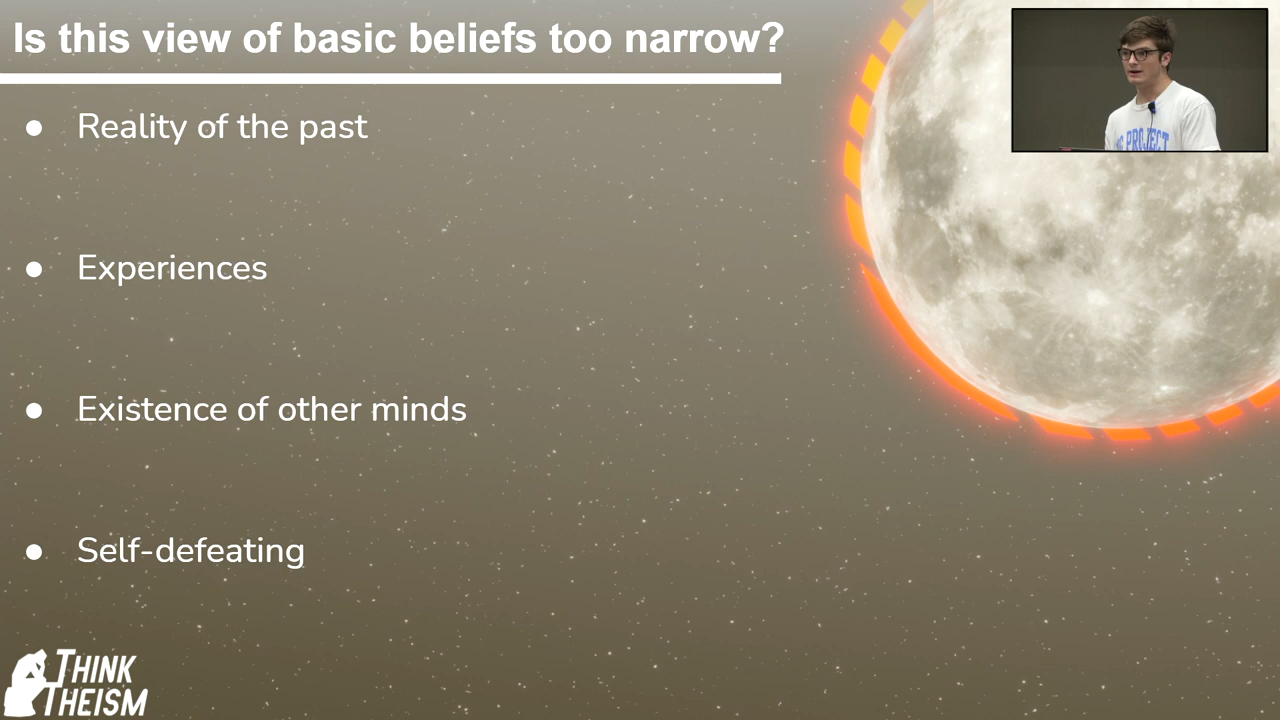 Is this view of basic beliefs too narrow?
● Reality of the past
● Experiences
● Existence of other minds
● Self-defeating
PROJECT
THINK
THEISM